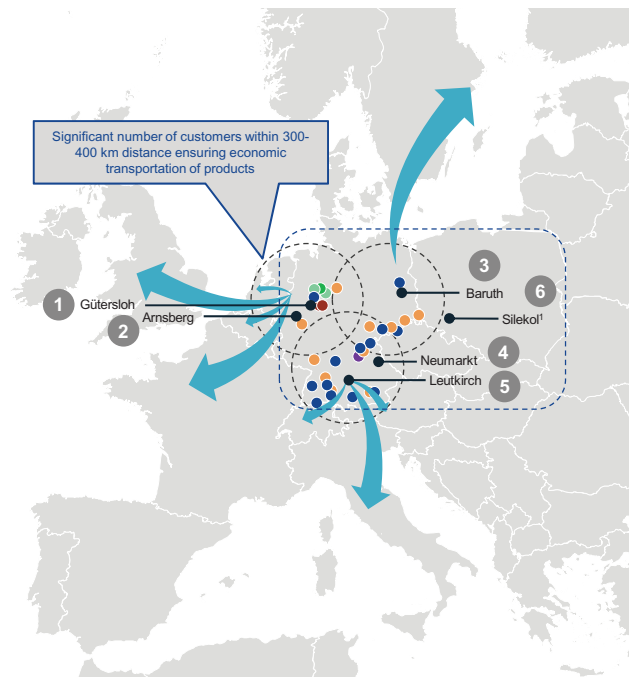 Significant number of customers within 300-
400 km distance ensuring economic
transportation of products
3
6
1
Gütersloh
Baruth
2
Arnsberg
Silekol¹
4
Neumarkt
Leutkirch
5